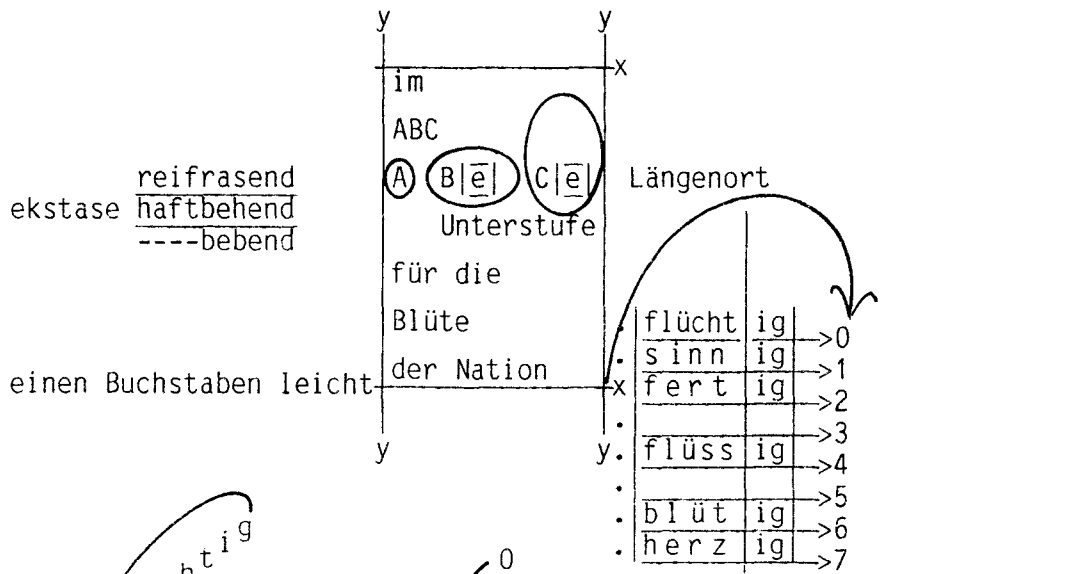 y y
x
im
ABC
reifrasend
A B|e| C|e| Längenort
ekstase haftbehend
----bebend
Unterstufe
für die
Blüte
flücht ig >0
sinn ig >1
einen Buchstaben leicht der Nation x
fert ig >2
>3
y y
flüss ig >4
>5
blüt ig >6
herz ig >7
h t i g
0